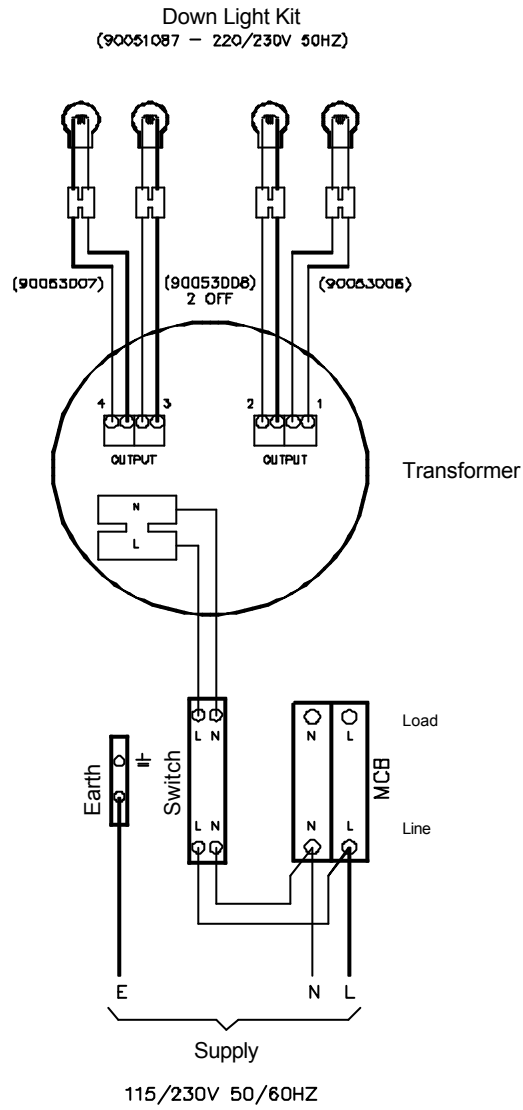 Down Light Kit
(90051087 – 220/230V 50HZ)
(90053007)
(90053008)
2 OFF
(90053006)
4
3
2
1
OUTPUT
OUTPUT
Transformer
N
L
L N
N
L
Load
Earth
Switch
MCB
L N
N
L
Line
E
N
L
Supply
115/230V 50/60HZ